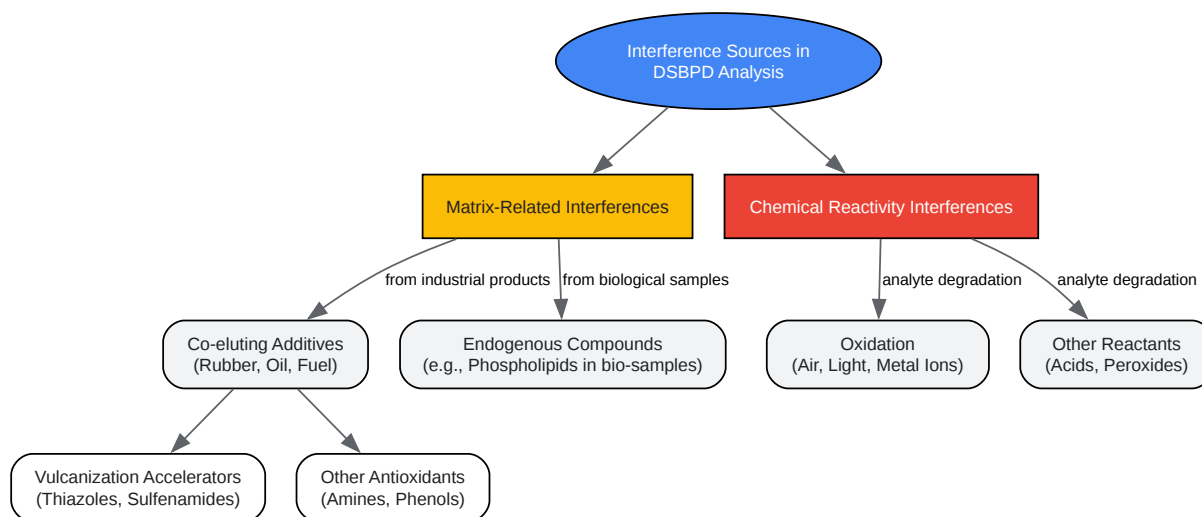 Interference Sources in
DSBPD Analysis
Matrix-Related Interferences
Chemical Reactivity Interferences
from industrial products
from biological samples
analyte degradation
analyte degradation
Co-eluting Additives
(Rubber, Oil, Fuel)
Endogenous Compounds
(e.g., Phospholipids in bio-samples)
Oxidation
(Air, Light, Metal Ions)
Other Reactants
(Acids, Peroxides)
Vulcanization Accelerators
(Thiazoles, Sulfenamides)
Other Antioxidants
(Amines, Phenols)